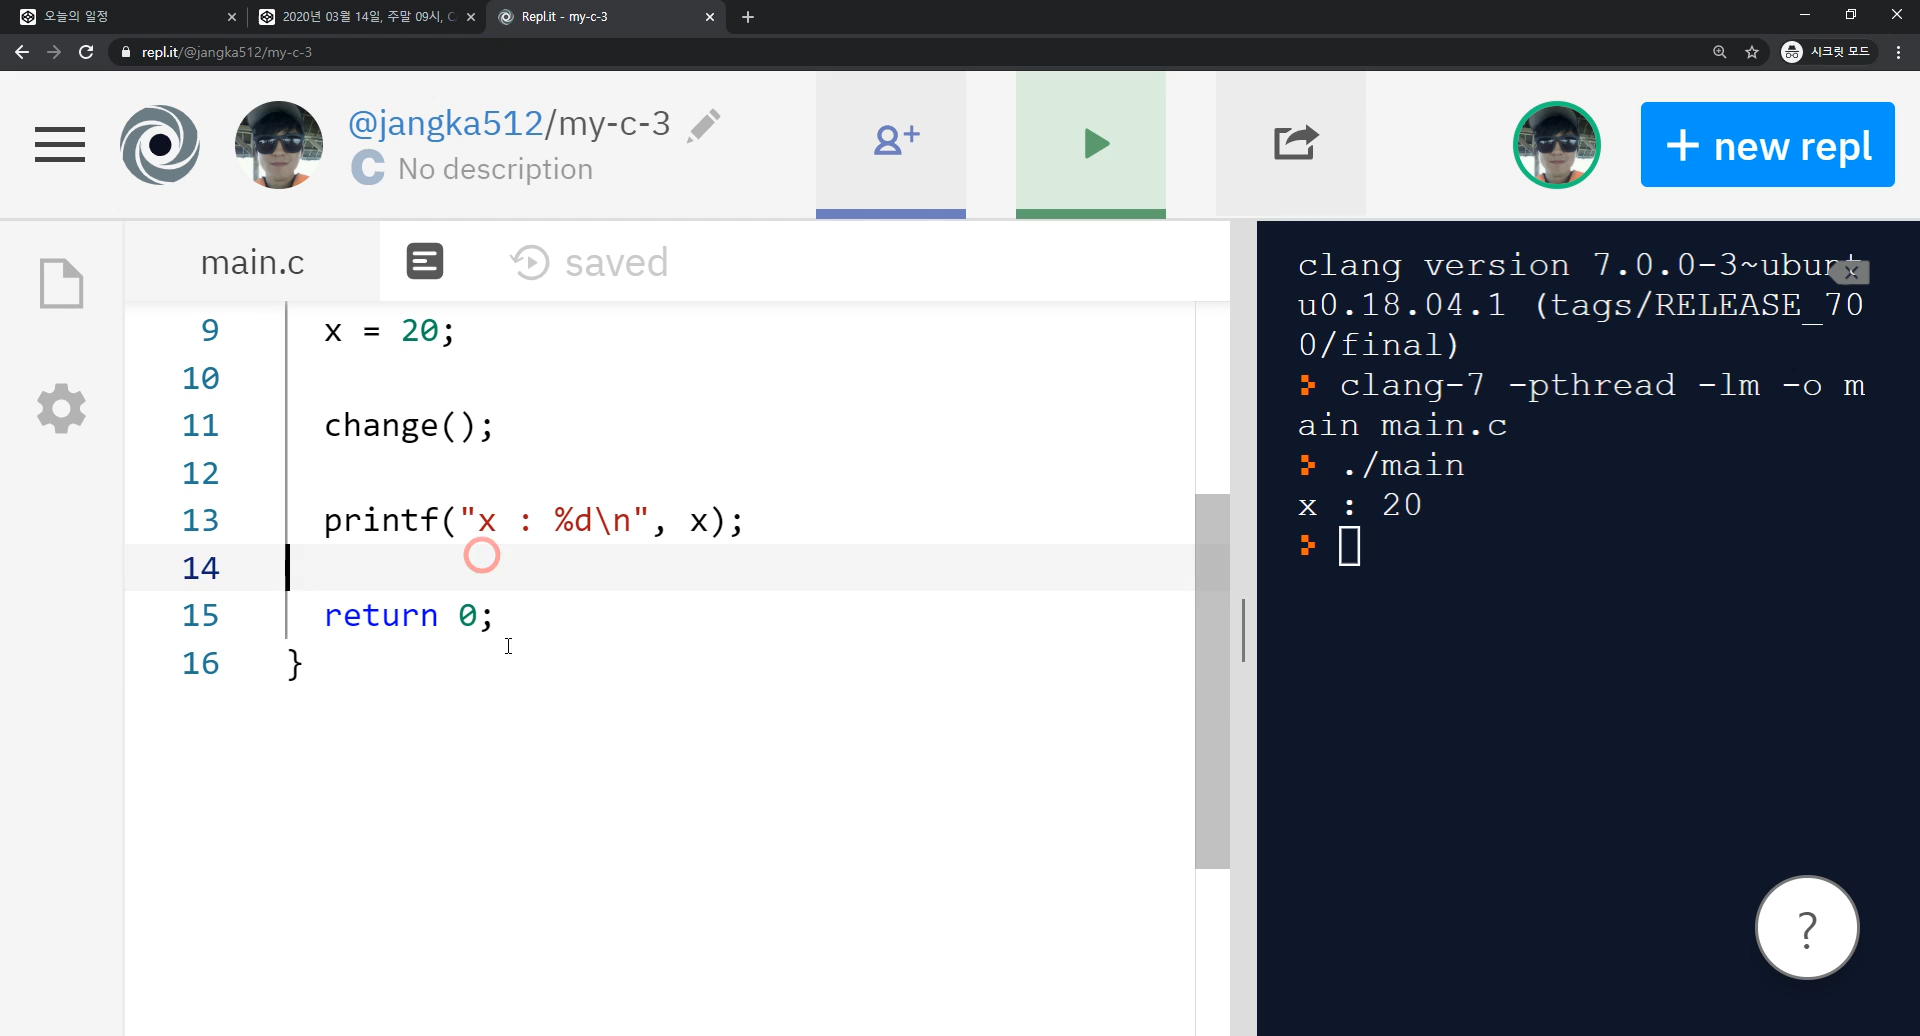 오늘의 일정
2020년 03월 14일, 주말 09시, C
Repl.it - my-c-3
repl.it/@jangka512/my-c-3
시크릿 모드
@jangka512/my-c-3
C No description
+ new repl
main.c
saved
9 x = 20;
10
11 change();
12
13 printf("x : %d\n", x);
14
15 return 0;
16 }
clang version 7.0.0-3~ubunt
u0.18.04.1 (tags/RELEASE_70
0/final)
clang-7 -pthread -lm -o m
ain main.c
./main
x : 20
?